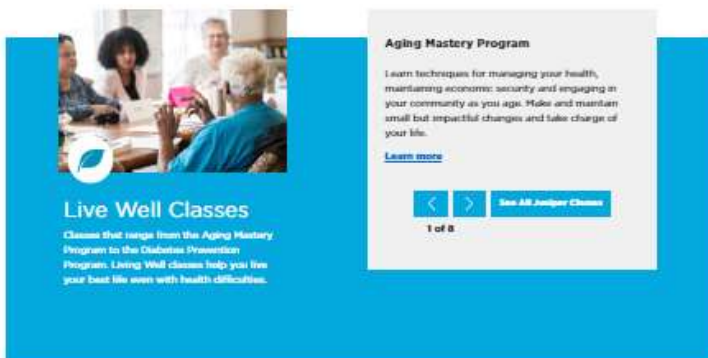 Live Well Classes
Classes that range from the Aging Mastery
Program to the Diabetes Prevention
Program. Living Well classes help you live
your best life even with health difficulties.
Aging Mastery Program
Learn techniques for managing your health,
maintaining economic security and engaging in
your community as you age. Make and maintain
small but impactful changes and take charge of
your life.
Learn more
See All Juniper Classes
1 of 8